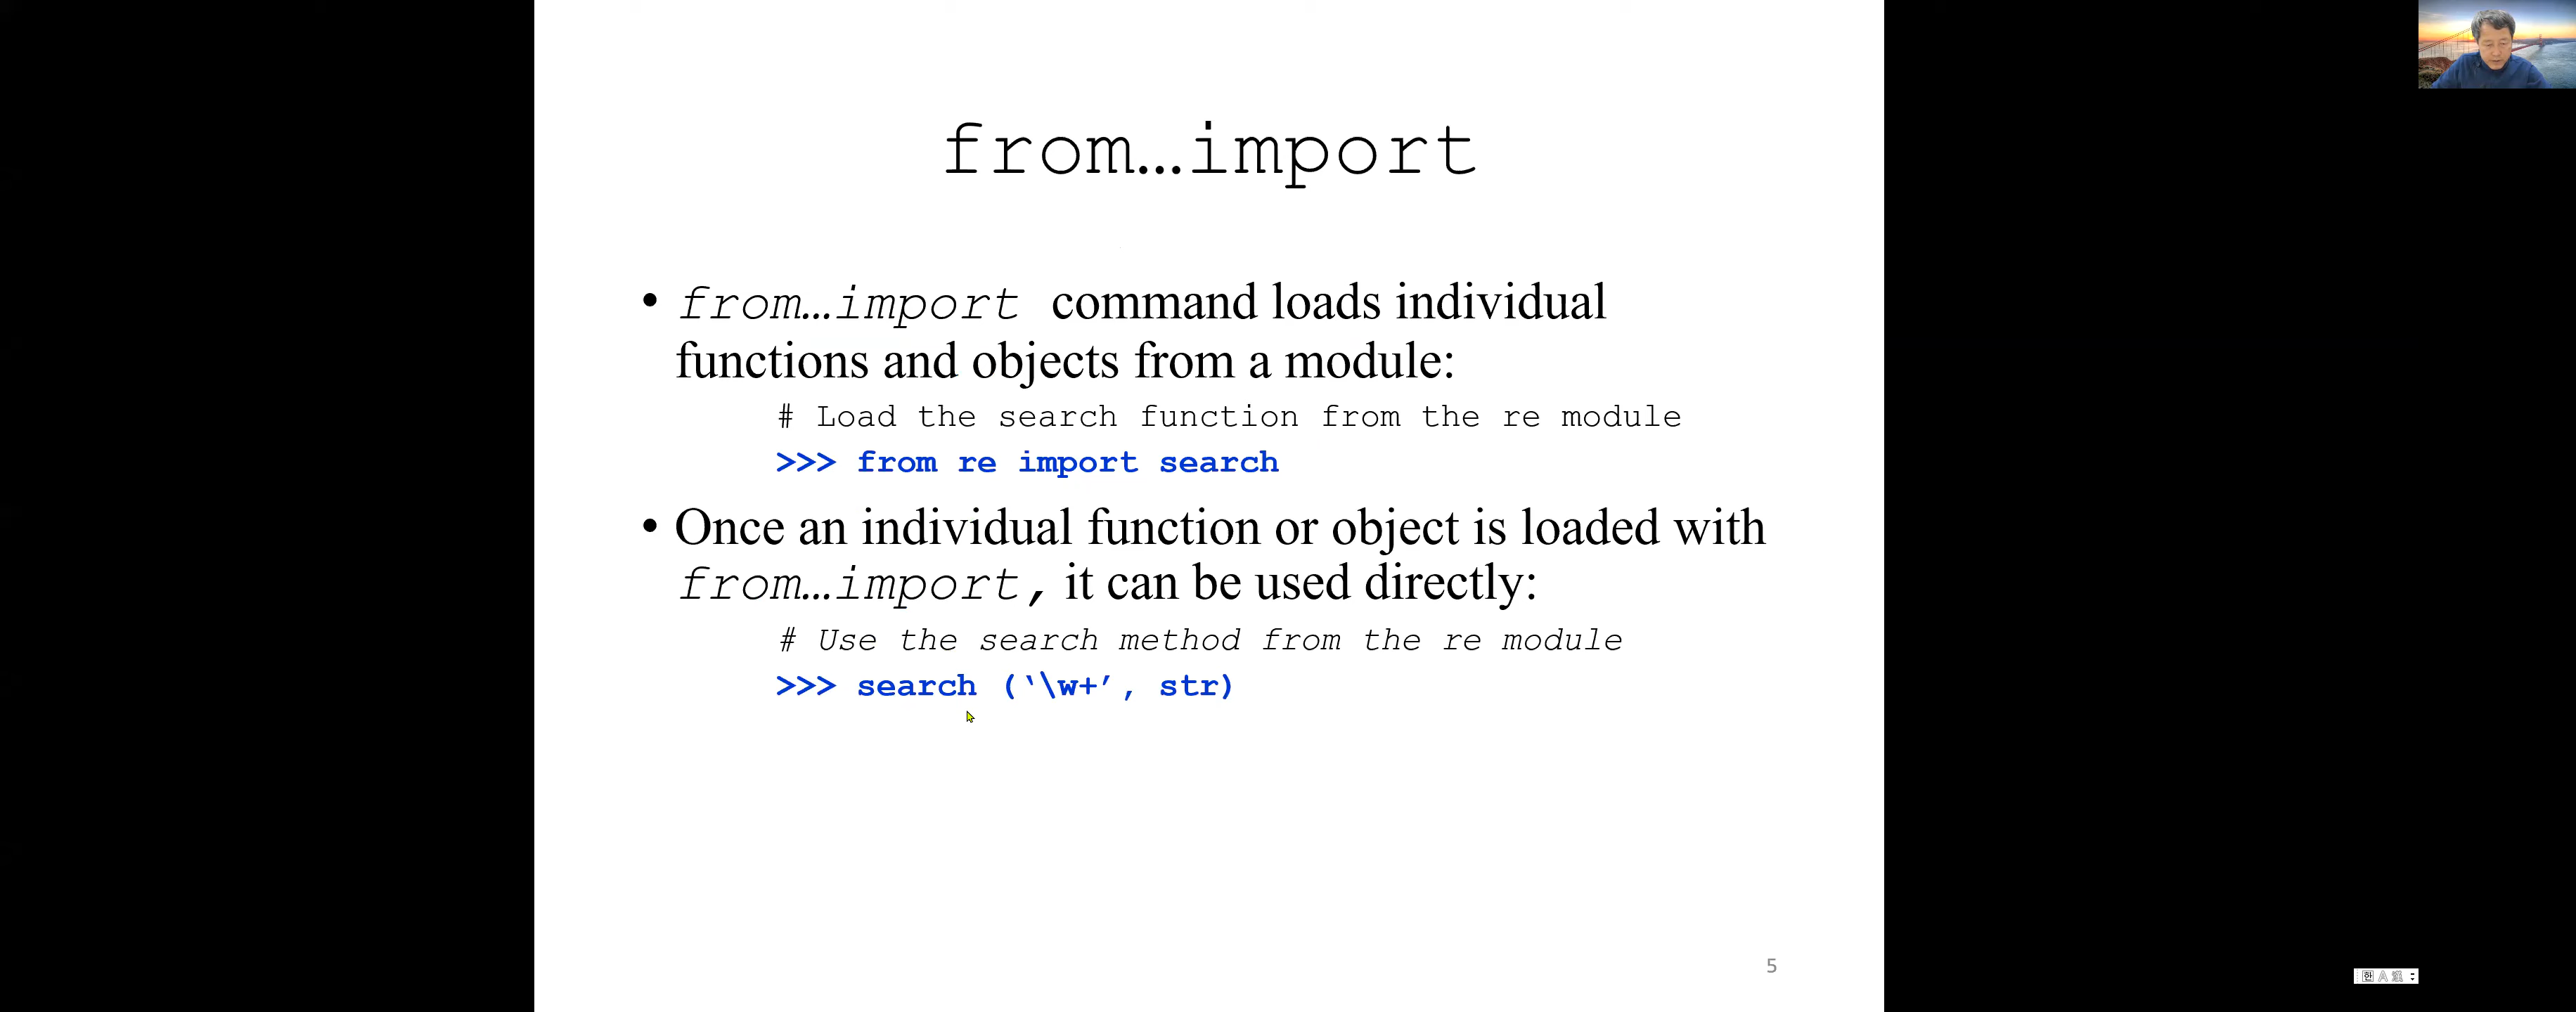 from…import
• from…import command loads individual
functions and objects from a module:
# Load the search function from the re module
>>> from re import search
• Once an individual function or object is loaded with
from…import, it can be used directly:
# Use the search method from the re module
>>> search (‘\w+’, str)
5
한 A 漢